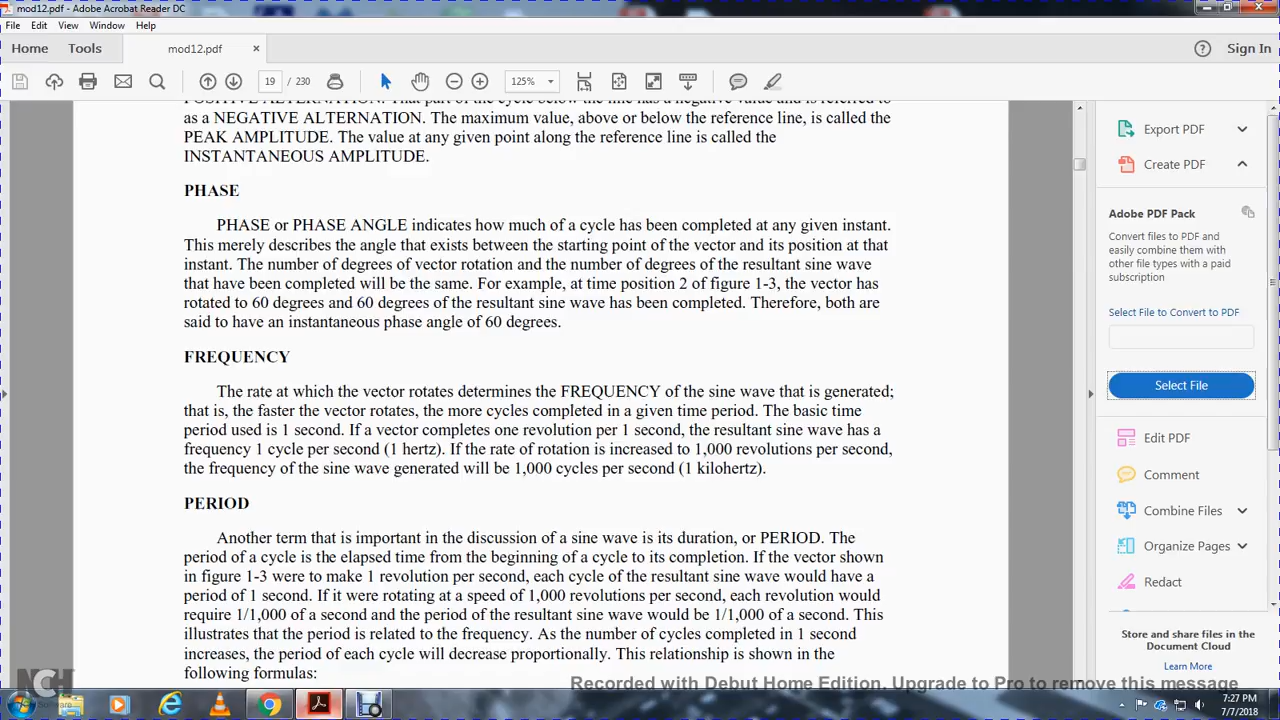 mod12.pdf - Adobe Acrobat Reader DC
File Edit View Window Help
Home Tools mod12.pdf × Sign In
19 / 230 125%
POSITIVE ALTERNATION. That part of the cycle below the line has a negative value and is referred to
as a NEGATIVE ALTERNATION. The maximum value, above or below the reference line, is called the
PEAK AMPLITUDE. The value at any given point along the reference line is called the
INSTANTANEOUS AMPLITUDE.
PHASE
PHASE or PHASE ANGLE indicates how much of a cycle has been completed at any given instant.
This merely describes the angle that exists between the starting point of the vector and its position at that
instant. The number of degrees of vector rotation and the number of degrees of the resultant sine wave
that have been completed will be the same. For example, at time position 2 of figure 1-3, the vector has
rotated to 60 degrees and 60 degrees of the resultant sine wave has been completed. Therefore, both are
said to have an instantaneous phase angle of 60 degrees.
FREQUENCY
The rate at which the vector rotates determines the FREQUENCY of the sine wave that is generated;
that is, the faster the vector rotates, the more cycles completed in a given time period. The basic time
period used is 1 second. If a vector completes one revolution per 1 second, the resultant sine wave has a
frequency 1 cycle per second (1 hertz). If the rate of rotation is increased to 1,000 revolutions per second,
the frequency of the sine wave generated will be 1,000 cycles per second (1 kilohertz).
PERIOD
Another term that is important in the discussion of a sine wave is its duration, or PERIOD. The
period of a cycle is the elapsed time from the beginning of a cycle to its completion. If the vector shown
in figure 1-3 were to make 1 revolution per second, each cycle of the resultant sine wave would have a
period of 1 second. If it were rotating at a speed of 1,000 revolutions per second, each revolution would
require 1/1,000 of a second and the period of the resultant sine wave would be 1/1,000 of a second. This
illustrates that the period is related to the frequency. As the number of cycles completed in 1 second
increases, the period of each cycle will decrease proportionally. This relationship is shown in the
following formulas:
Export PDF
Create PDF
Adobe PDF Pack
Convert files to PDF and
easily combine them with
other file types with a paid
subscription
Select File to Convert to PDF
Select File
Edit PDF
Comment
Combine Files
Organize Pages
Redact
Store and share files in the
Document Cloud
Learn More
NCH
Software
Recorded with Debut Home Edition. Upgrade to Pro to remove this message
7:27 PM
7/7/2018